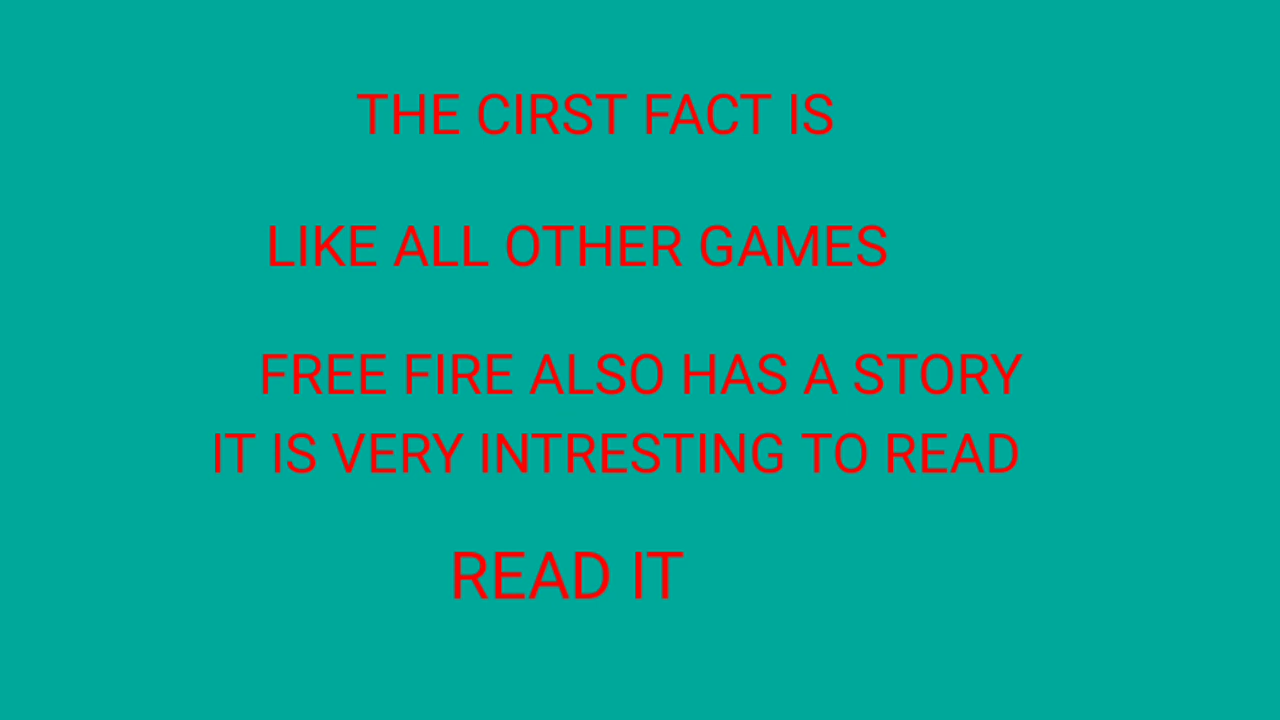 THE CIRST FACT IS
LIKE ALL OTHER GAMES
FREE FIRE ALSO HAS A STORY
IT IS VERY INTRESTING TO READ
READ IT